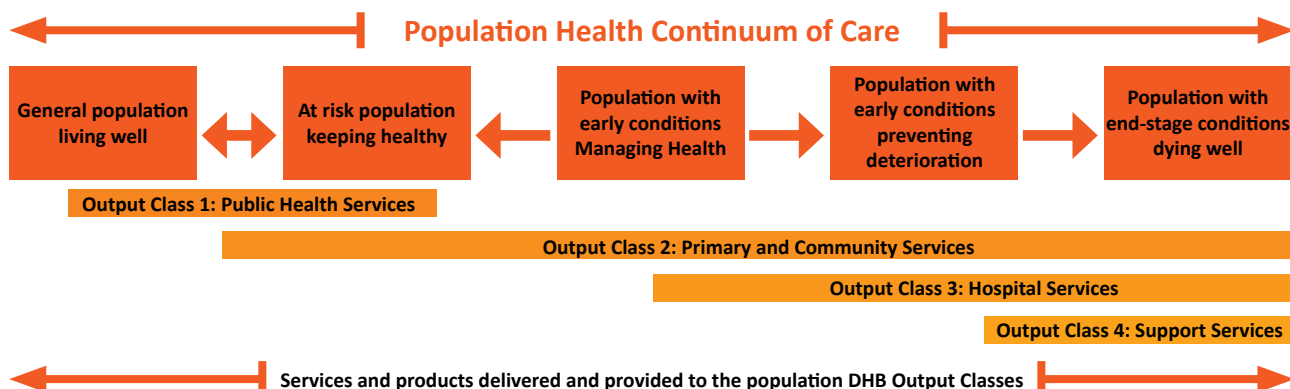 Population Health Continuum of Care
General population
living well
At risk population
keeping healthy
Population with
early conditions
Managing Health
Population with
early conditions
preventing
deterioration
Population with
end-stage conditions
dying well
Output Class 1: Public Health Services
Output Class 2: Primary and Community Services
Output Class 3: Hospital Services
Output Class 4: Support Services
Services and products delivered and provided to the population DHB Output Classes